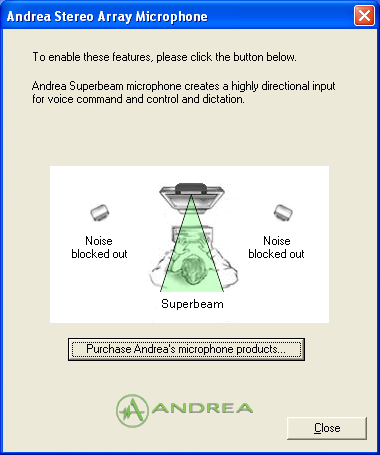 Andrea Stereo Array Microphone
To enable these features, please click the button below.
Andrea Superbeam microphone creates a highly directional input
for voice command and control and dictation.
Noise
blocked out
Noise
blocked out
Superbeam
Purchase Andrea's microphone products...
ANDREA
Close